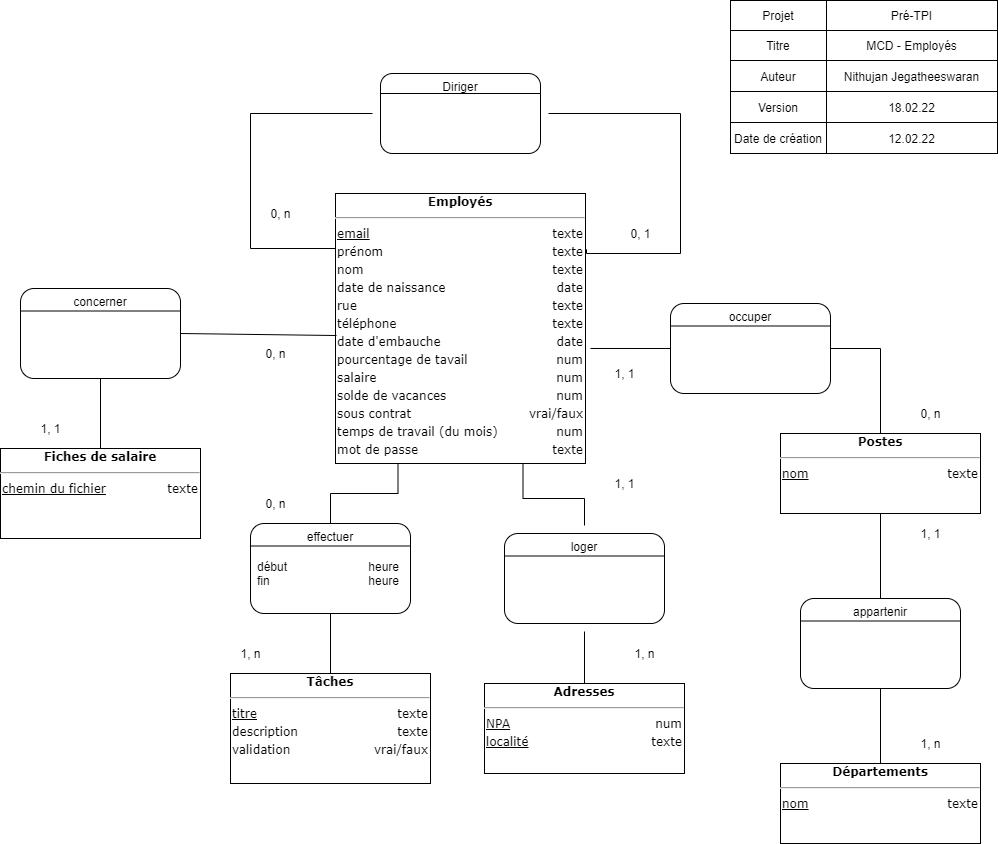 Projet Pré-TPI
Titre MCD - Employés
Auteur Nithujan Jegatheeswaran
Version 18.02.22
Date de création 12.02.22
Diriger
0, n
0, 1
Employés
email texte
prénom texte
nom texte
date de naissance date
rue texte
téléphone texte
date d'embauche date
pourcentage de tavail num
salaire num
solde de vacances num
sous contrat vrai/faux
temps de travail (du mois) num
mot de passe texte
concerner
0, n
1, 1
Fiches de salaire
chemin du fichier texte
occuper
1, 1
0, n
Postes
nom texte
1, 1
appartenir
1, n
Départements
nom texte
0, n
effectuer
début heure
fin heure
1, n
Tâches
titre texte
description texte
validation vrai/faux
1, 1
loger
1, n
Adresses
NPA num
localité texte